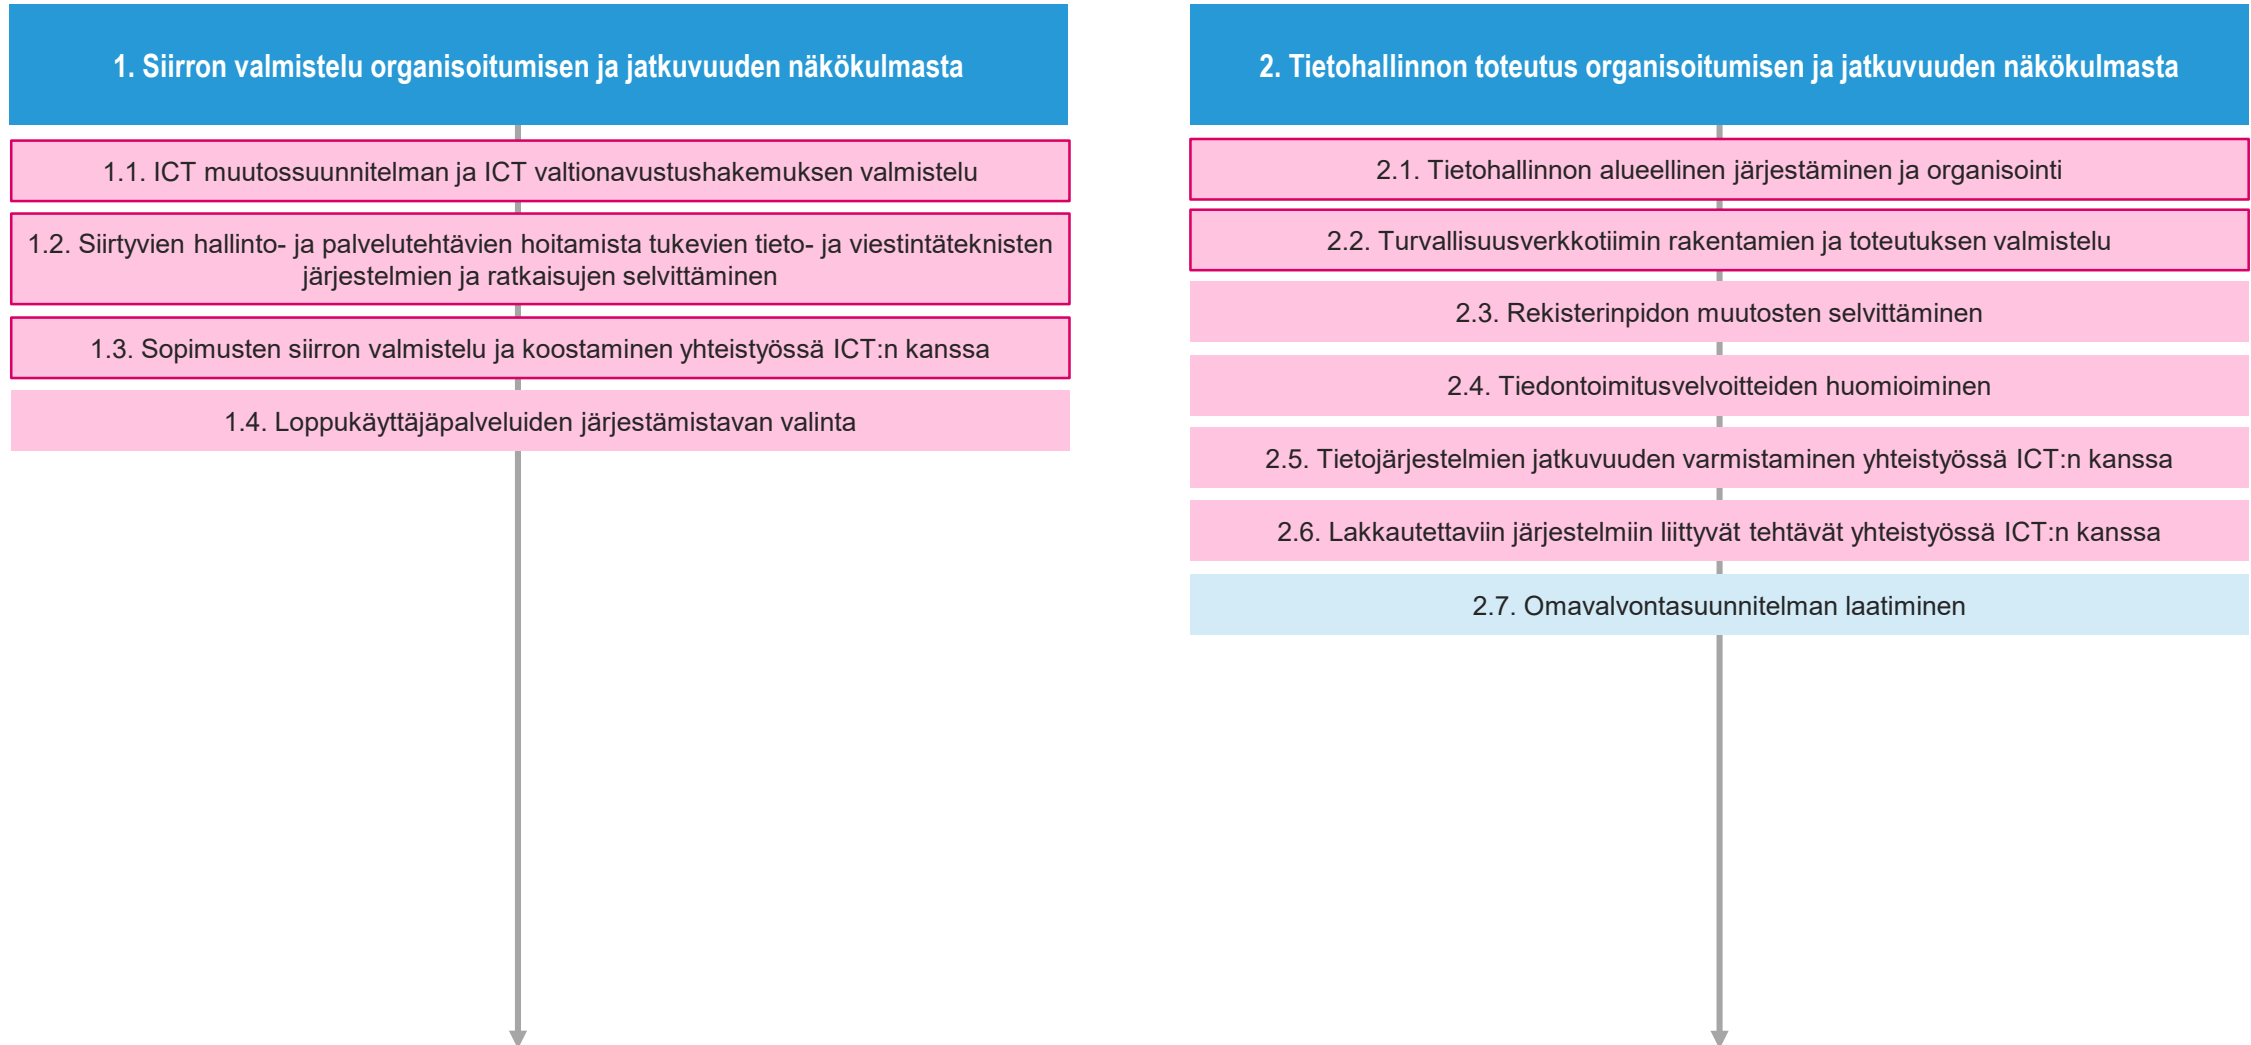 1. Siirron valmistelu organisoitumisen ja jatkuvuuden näkökulmasta
1.1. ICT muutossuunnitelman ja ICT valtionavustushakemuksen valmistelu
1.2. Siirtyvien hallinto- ja palvelutehtävien hoitamista tukevien tieto- ja viestintäteknisten
järjestelmien ja ratkaisujen selvittäminen
1.3. Sopimusten siirron valmistelu ja koostaminen yhteistyössä ICT:n kanssa
1.4. Loppukäyttäjäpalveluiden järjestämistavan valinta
2. Tietohallinnon toteutus organisoitumisen ja jatkuvuuden näkökulmasta
2.1. Tietohallinnon alueellinen järjestäminen ja organisointi
2.2. Turvallisuusverkkotiimin rakentamien ja toteutuksen valmistelu
2.3. Rekisterinpidon muutosten selvittäminen
2.4. Tiedontoimitusvelvoitteiden huomioiminen
2.5. Tietojärjestelmien jatkuvuuden varmistaminen yhteistyössä ICT:n kanssa
2.6. Lakkautettaviin järjestelmiin liittyvät tehtävät yhteistyössä ICT:n kanssa
2.7. Omavalvontasuunnitelman laatiminen